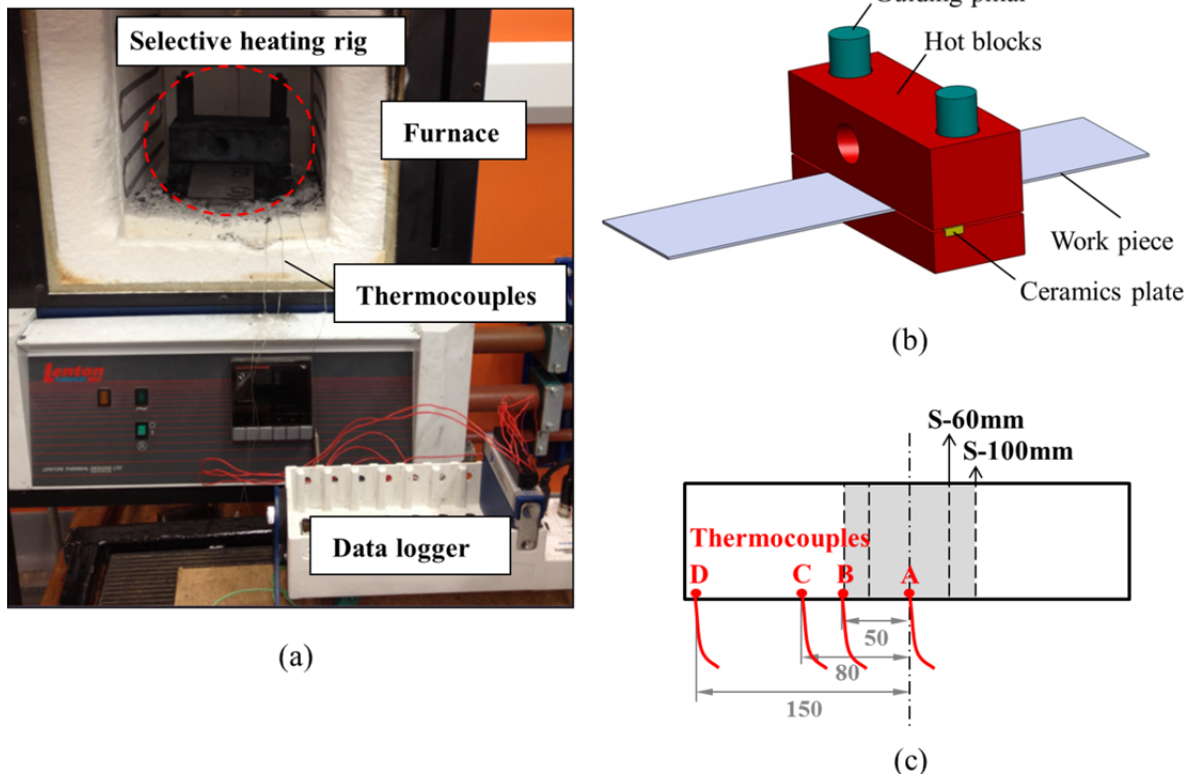 Selective heating rig
Furnace
Thermocouples
Lenton
Data logger
(a)
Hot blocks
Work piece
Ceramics plate
(b)
S-60mm
S-100mm
Thermocouples
D
C
B
A
50
80
150
(c)